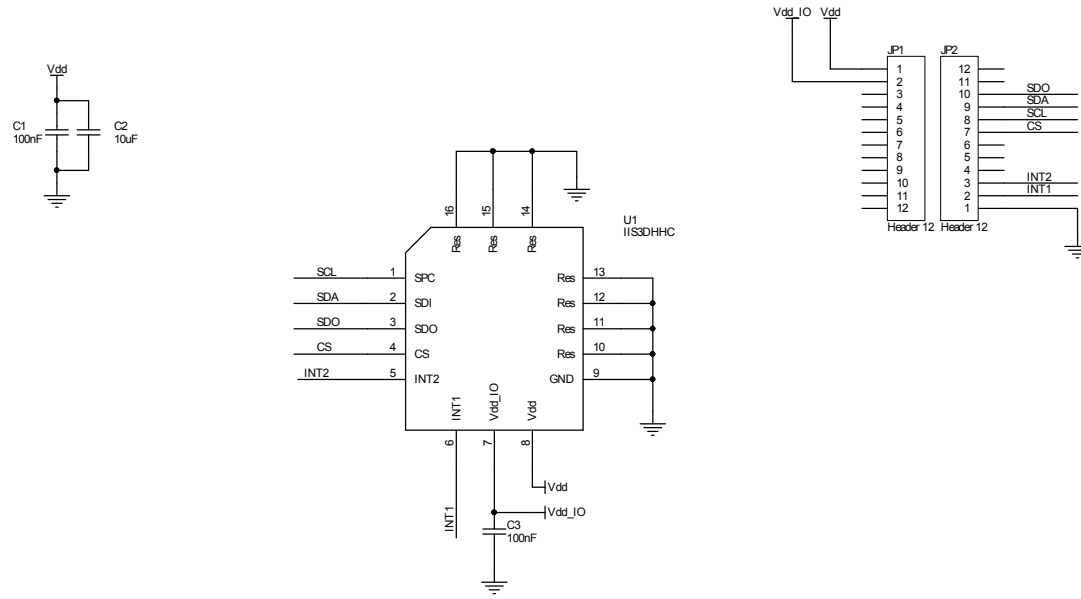 Vdd_IO Vdd
JP1 JP2
1 12
2 11
3 10 SDO
4 9 SDA
5 8 SCL
6 7 CS
7 6
8 5
9 4
10 3 INT2
11 2 INT1
12 1
Header 12 Header 12
Vdd
C1 C2
100nF 10uF
16 15 14
Res Res Res
U1
IIS3DHHC
SCL 1 SPC Res 13
SDA 2 SDI Res 12
SDO 3 SDO Res 11
CS 4 CS Res 10
INT2 5 INT2 GND 9
INT1 Vdd_IO Vdd
6 7 8
Vdd
INT1 Vdd_IO
C3
100nF